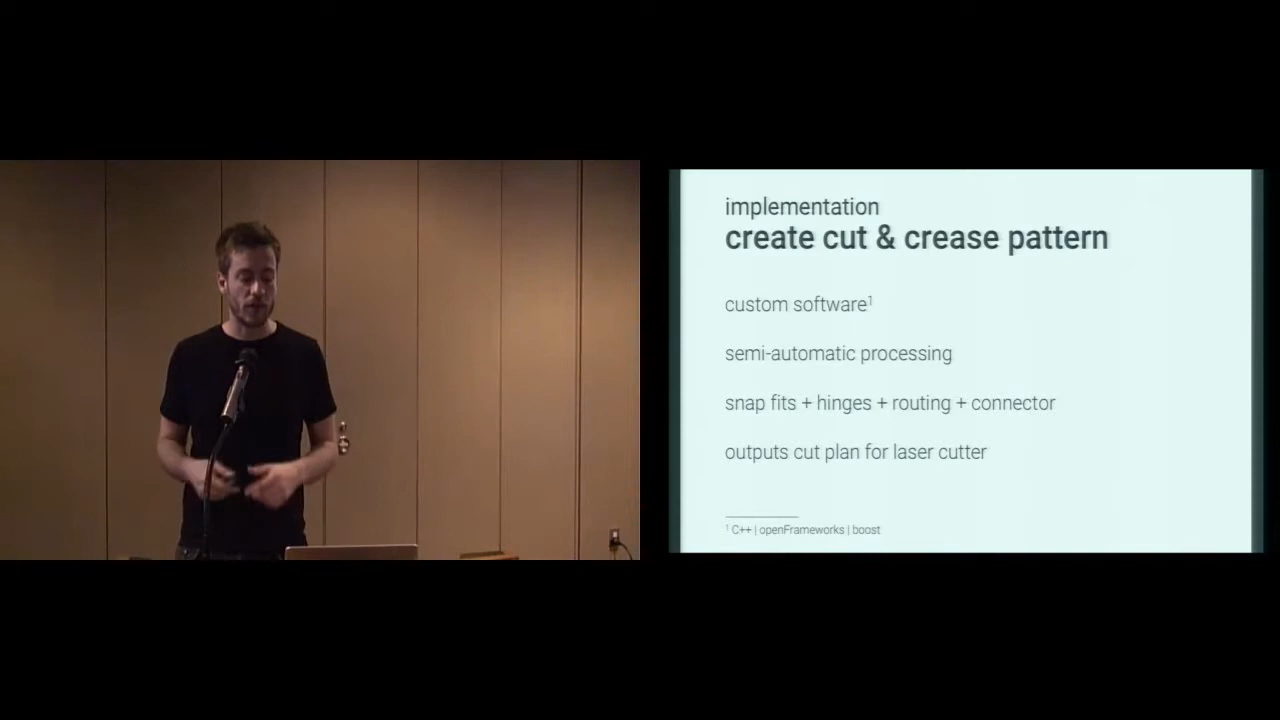 implementation
create cut & crease pattern
custom software¹
semi-automatic processing
snap fits + hinges + routing + connector
outputs cut plan for laser cutter
¹ C++ | openFrameworks | boost